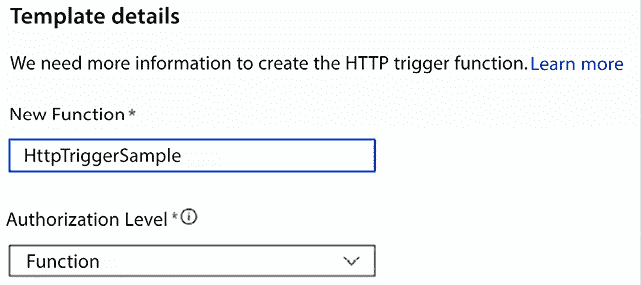 Template details
We need more information to create the HTTP trigger function. Learn more
New Function *
HttpTriggerSample
Authorization Level *
Function